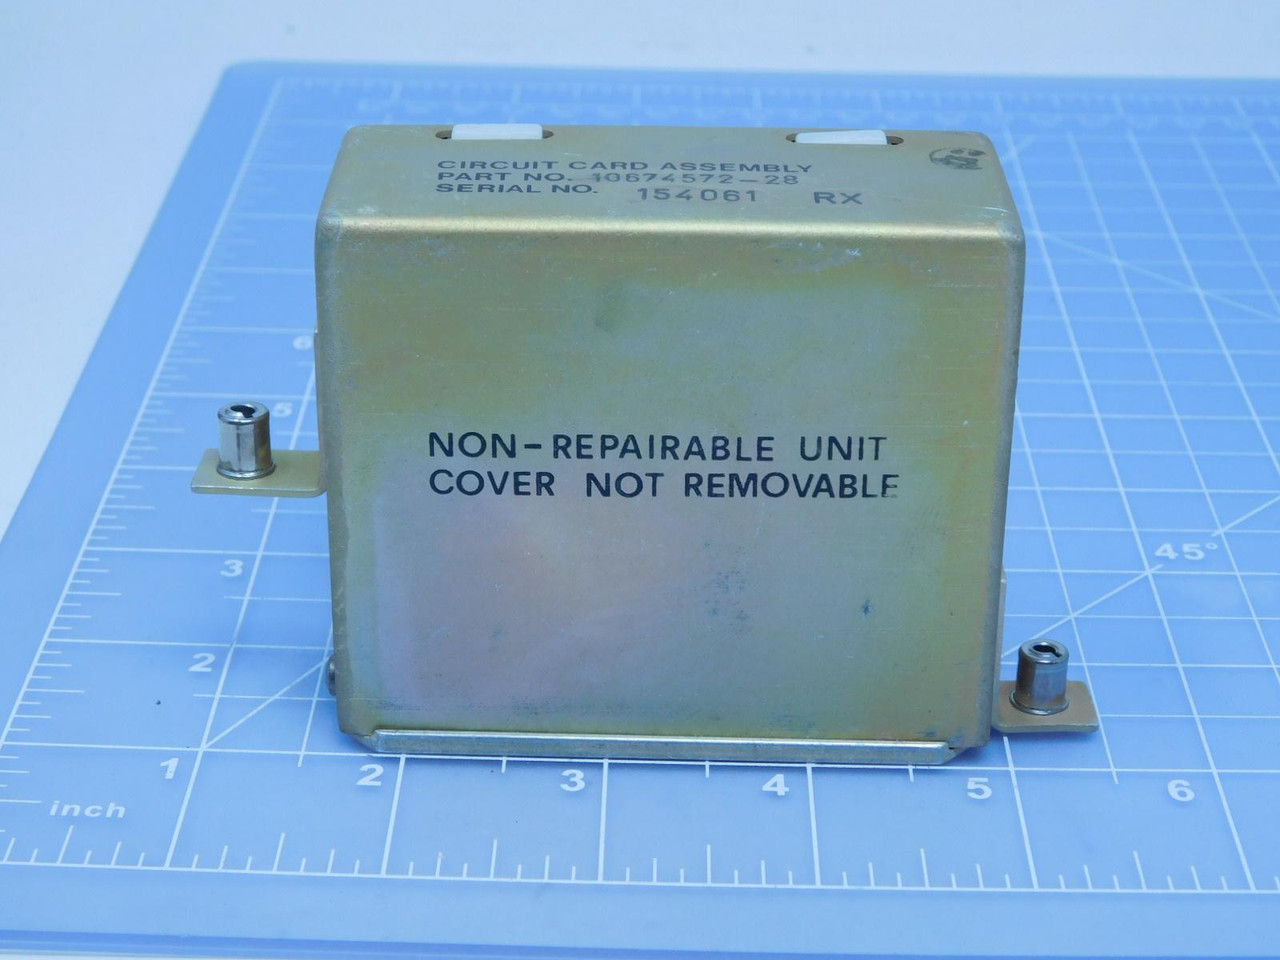 CIRCUIT CARD ASSEMBLY
PART NO. 10674572-28
SERIAL NO. 154061 RX
NON-REPAIRABLE UNIT
COVER NOT REMOVABLE
6
5
3
2
1
inch
2
3
4
5
6
45°